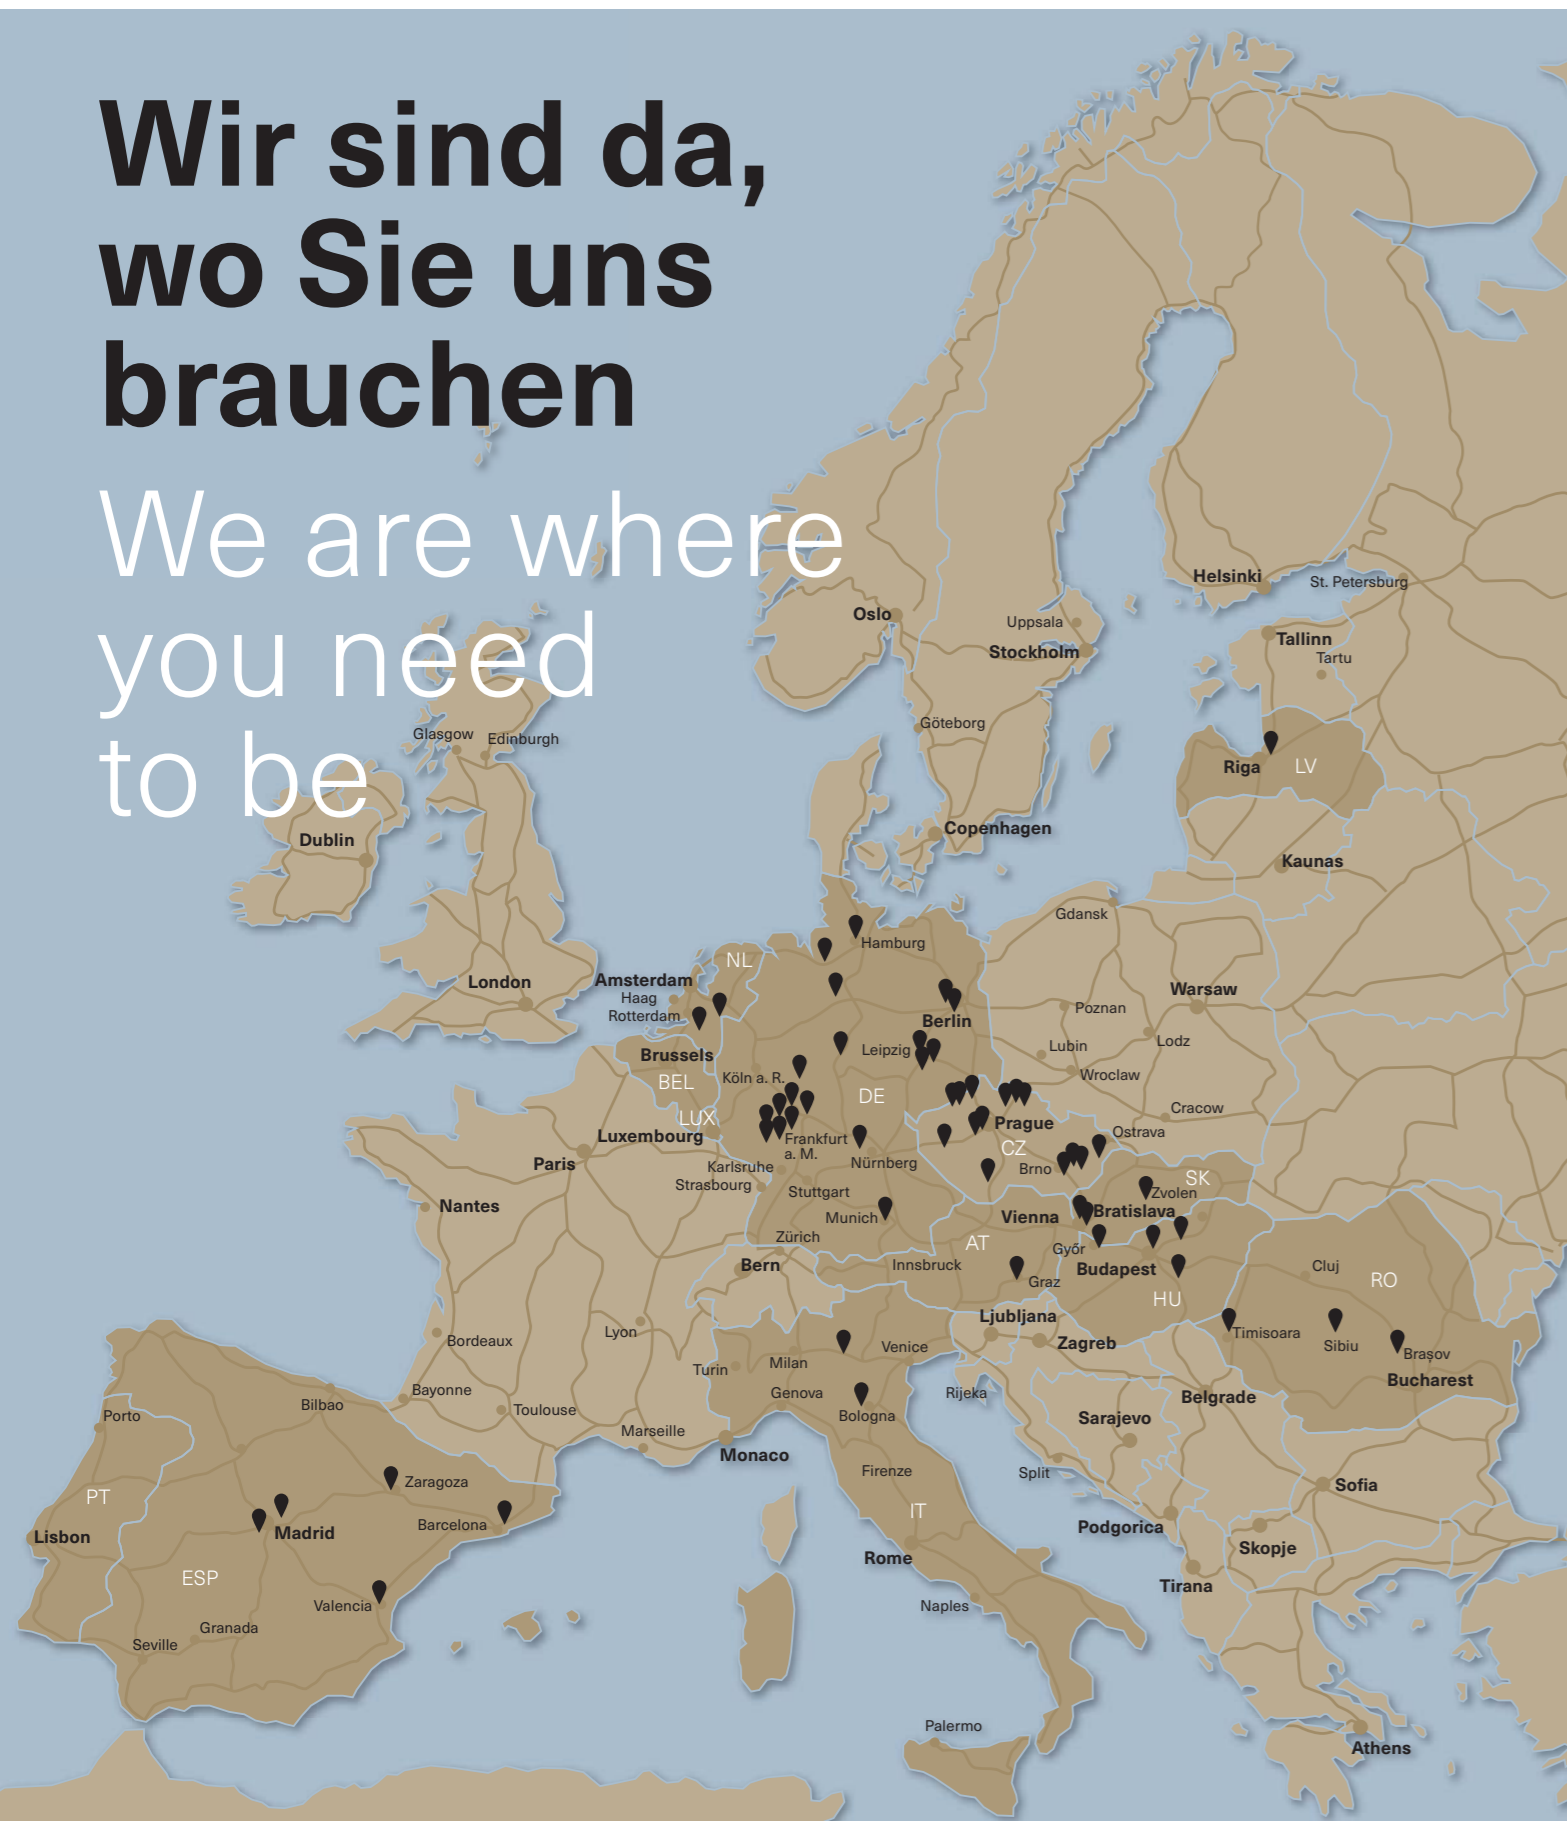 Wir sind da,
wo Sie uns
brauchen
We are where
you need
to be
Helsinki
St. Petersburg
Oslo
Uppsala
Stockholm
Tallinn
Tartu
Göteborg
Glasgow
Edinburgh
Riga
LV
Copenhagen
Dublin
Kaunas
Gdansk
Hamburg
NL
London
Amsterdam
Haag
Rotterdam
Warsaw
Poznan
Berlin
Lodz
Lubin
Leipzig
Brussels
Köln a. R.
BEL
Wroclaw
DE
Cracow
LUX
Luxembourg
Prague
Ostrava
Frankfurt
a. M.
CZ
Paris
Nürnberg
Karlsruhe
Brno
SK
Strasbourg
Stuttgart
Zvolen
Nantes
Munich
Vienna
Bratislava
Zürich
AT
Győr
Bern
Innsbruck
Budapest
Cluj
RO
Graz
HU
Ljubljana
Lyon
Bordeaux
Zagreb
Timisoara
Sibiu
Brașov
Venice
Milan
Turin
Bucharest
Bayonne
Genova
Rijeka
Belgrade
Bilbao
Toulouse
Porto
Bologna
Sarajevo
Marseille
Monaco
Firenze
Split
Zaragoza
Sofia
PT
IT
Barcelona
Podgorica
Lisbon
Madrid
Skopje
Rome
ESP
Tirana
Valencia
Naples
Granada
Seville
Palermo
Athens